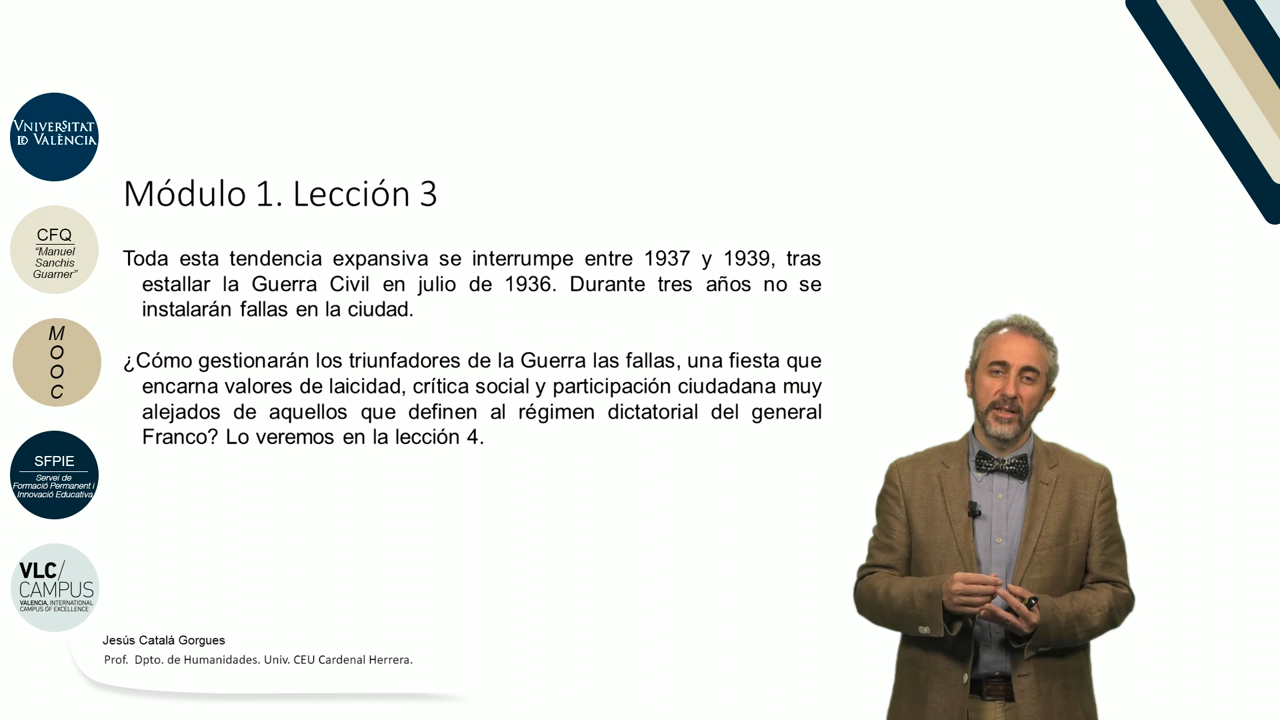 VNIVERSITAT
ID VALÈNCIA
CFQ
“Manuel
Sanchis
Guarner”
M
O
O
C
SFPIE
Servei de
Formació Permanent i
Innovació Educativa
VLC/
CAMPUS
VALENCIA, INTERNATIONAL
CAMPUS OF EXCELLENCE
Módulo 1. Lección 3
Toda esta tendencia expansiva se interrumpe entre 1937 y 1939, tras
estallar la Guerra Civil en julio de 1936. Durante tres años no se
instalarán fallas en la ciudad.
¿Cómo gestionarán los triunfadores de la Guerra las fallas, una fiesta que
encarna valores de laicidad, crítica social y participación ciudadana muy
alejados de aquellos que definen al régimen dictatorial del general
Franco? Lo veremos en la lección 4.
Jesús Catalá Gorgues
Prof. Dpto. de Humanidades. Univ. CEU Cardenal Herrera.